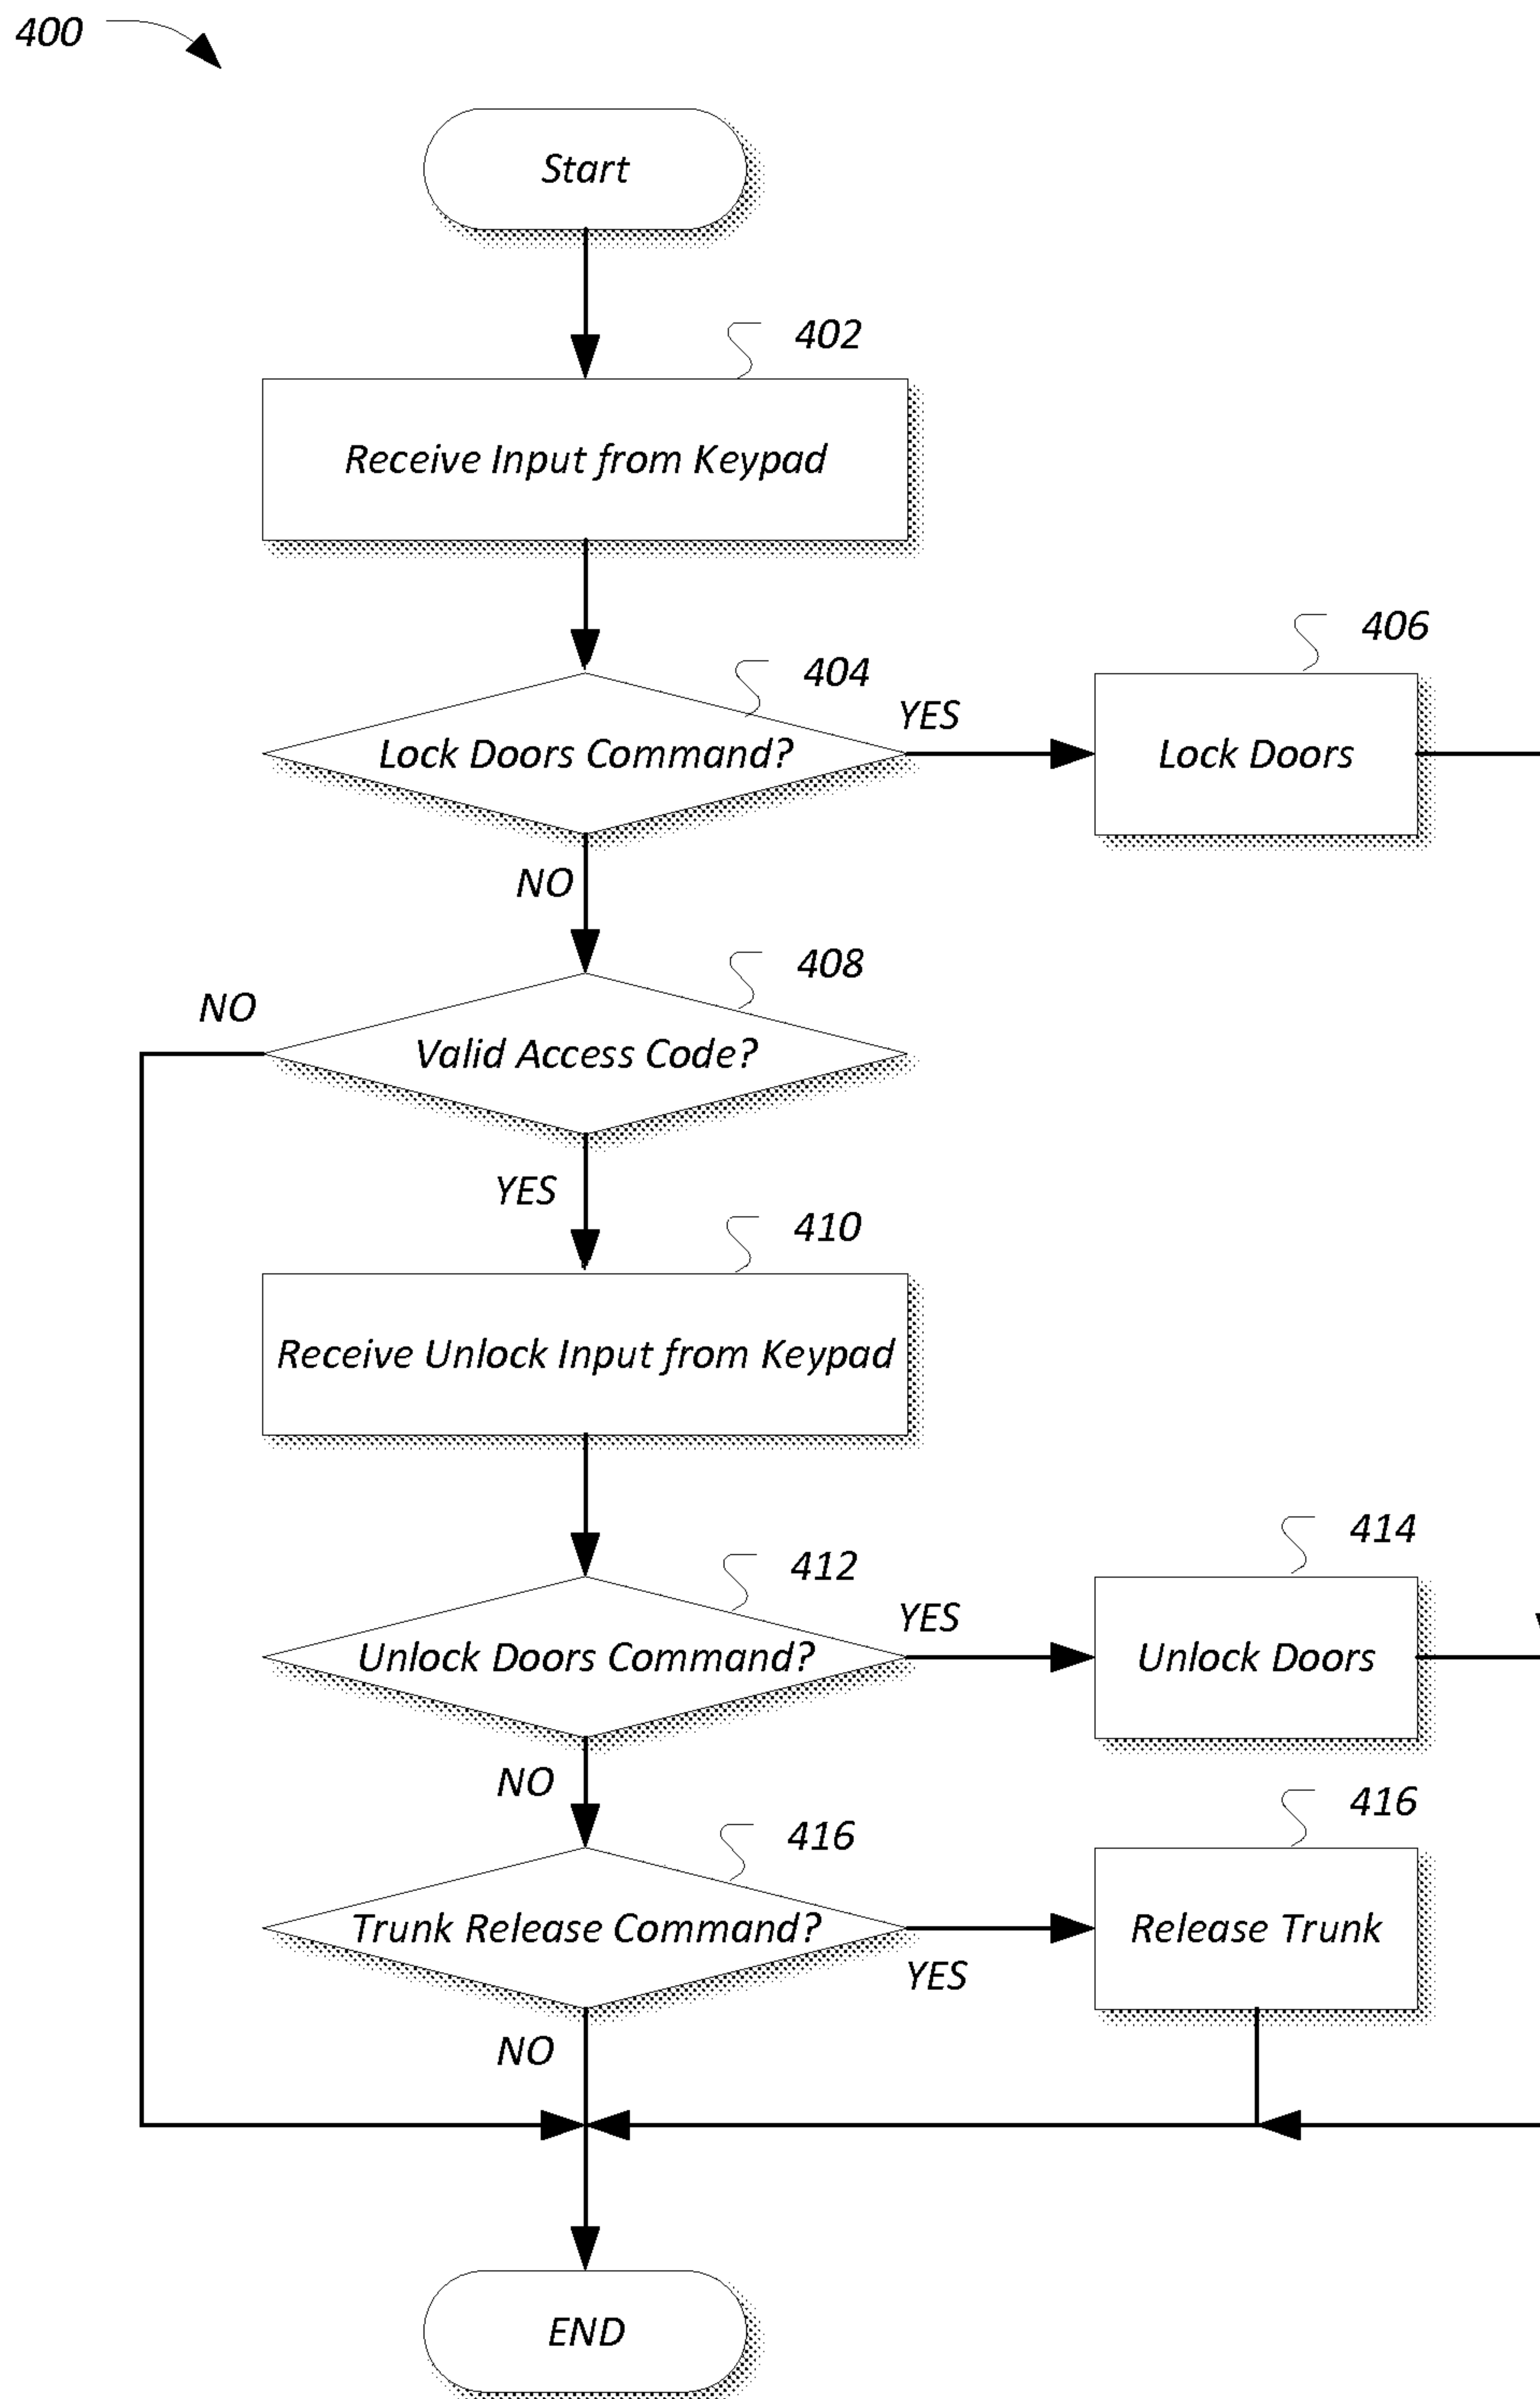 400
Start
402
Receive Input from Keypad
404
Lock Doors Command?
YES
406
Lock Doors
NO
408
Valid Access Code?
NO
YES
410
Receive Unlock Input from Keypad
412
Unlock Doors Command?
YES
414
Unlock Doors
NO
416
Trunk Release Command?
YES
416
Release Trunk
NO
END